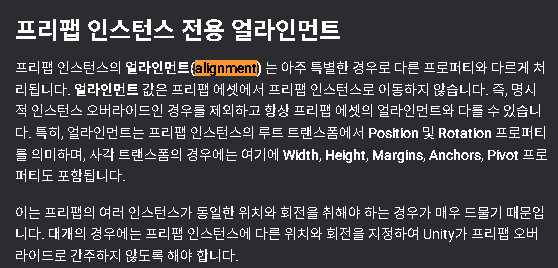 프리팹 인스턴스 전용 얼라인먼트
프리팹 인스턴스의 얼라인먼트(alignment) 는 아주 특별한 경우로 다른 프로퍼티와 다르게 처
리됩니다. 얼라인먼트 값은 프리팹 에셋에서 프리팹 인스턴스로 이동하지 않습니다. 즉, 명시
적 인스턴스 오버라이드인 경우를 제외하고 항상 프리팹 에셋의 얼라인먼트와 다를 수 있습니
다. 특히, 얼라인먼트는 프리팹 인스턴스의 루트 트랜스폼에서 Position 및 Rotation 프로퍼티
를 의미하며, 사각 트랜스폼의 경우에는 여기에 Width, Height, Margins, Anchors, Pivot 프로
퍼티도 포함됩니다.
이는 프리팹의 여러 인스턴스가 동일한 위치와 회전을 취해야 하는 경우가 매우 드물기 때문입
니다. 대개의 경우에는 프리팹 인스턴스에 다른 위치와 회전을 지정하여 Unity가 프리팹 오버
라이드로 간주하지 않도록 해야 합니다.